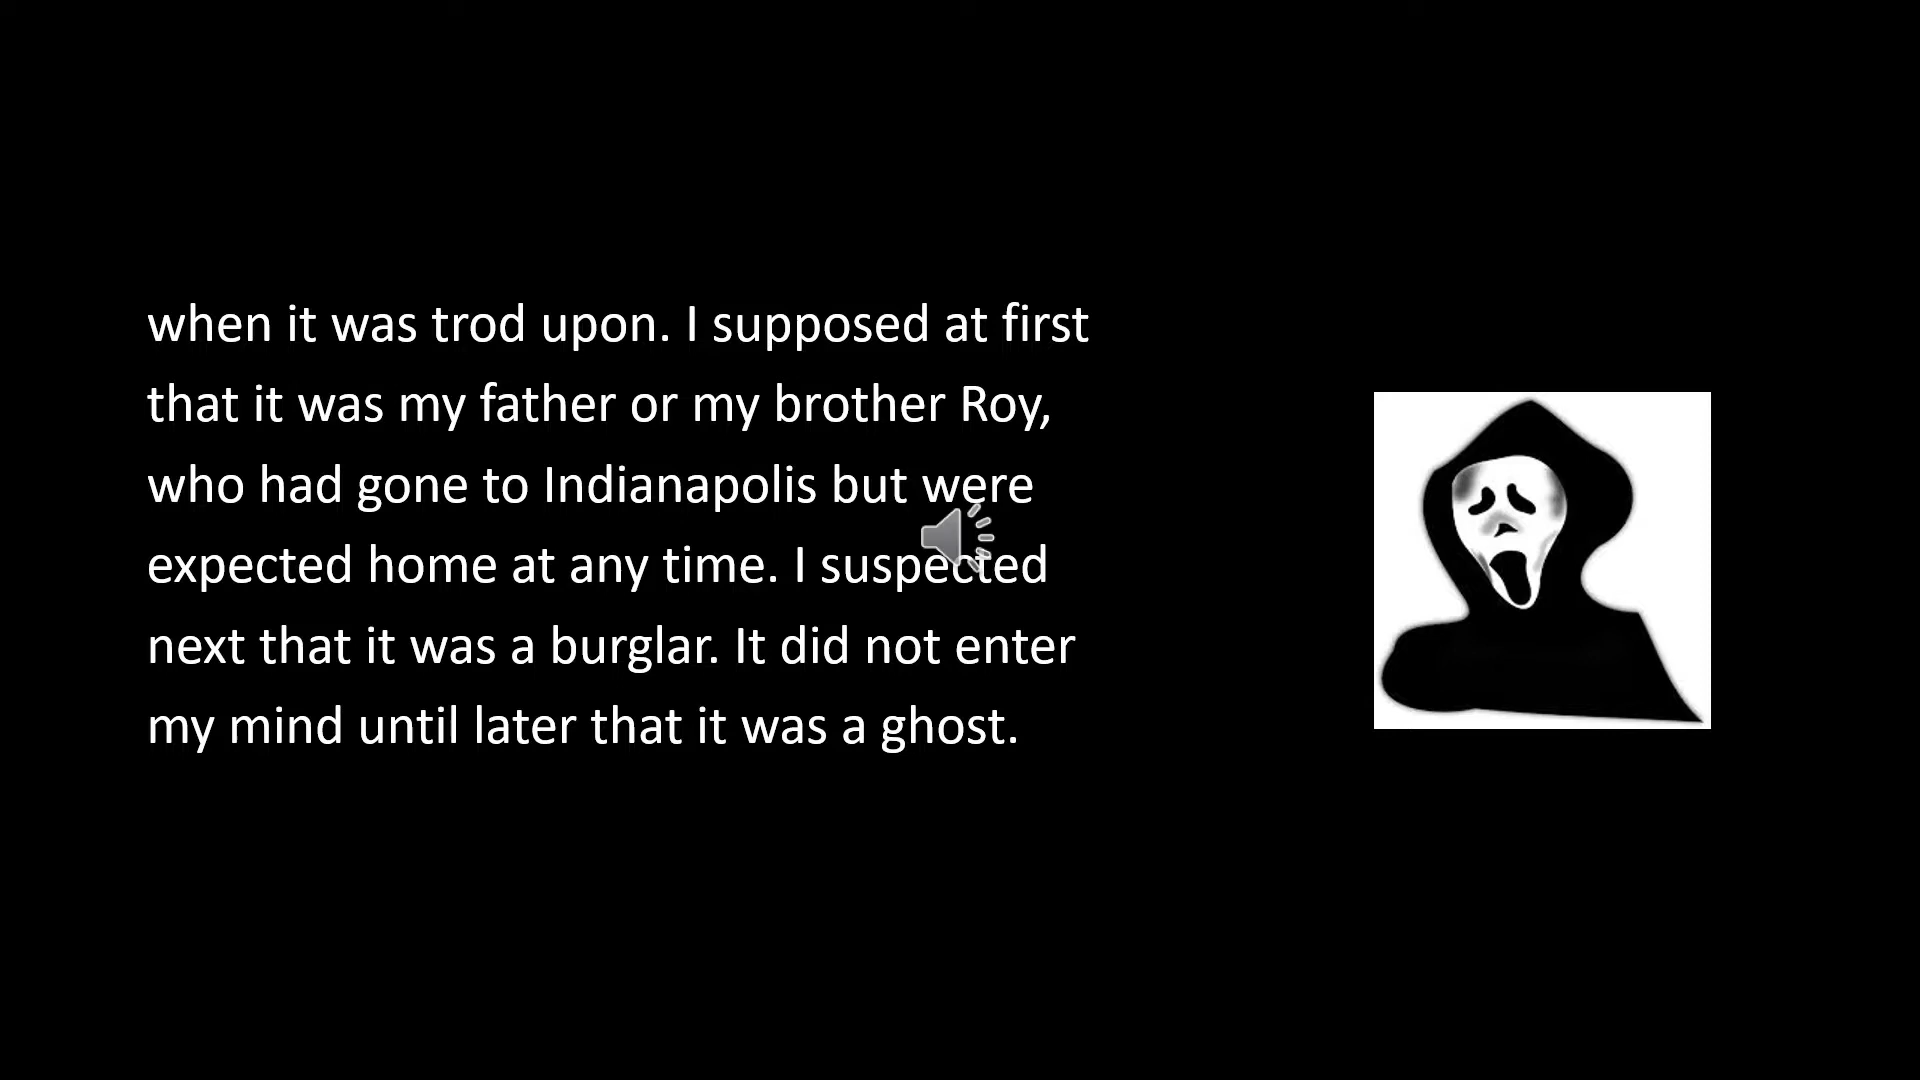 when it was trod upon. I supposed at first
that it was my father or my brother Roy,
who had gone to Indianapolis but were
expected home at any time. I suspected
next that it was a burglar. It did not enter
my mind until later that it was a ghost.